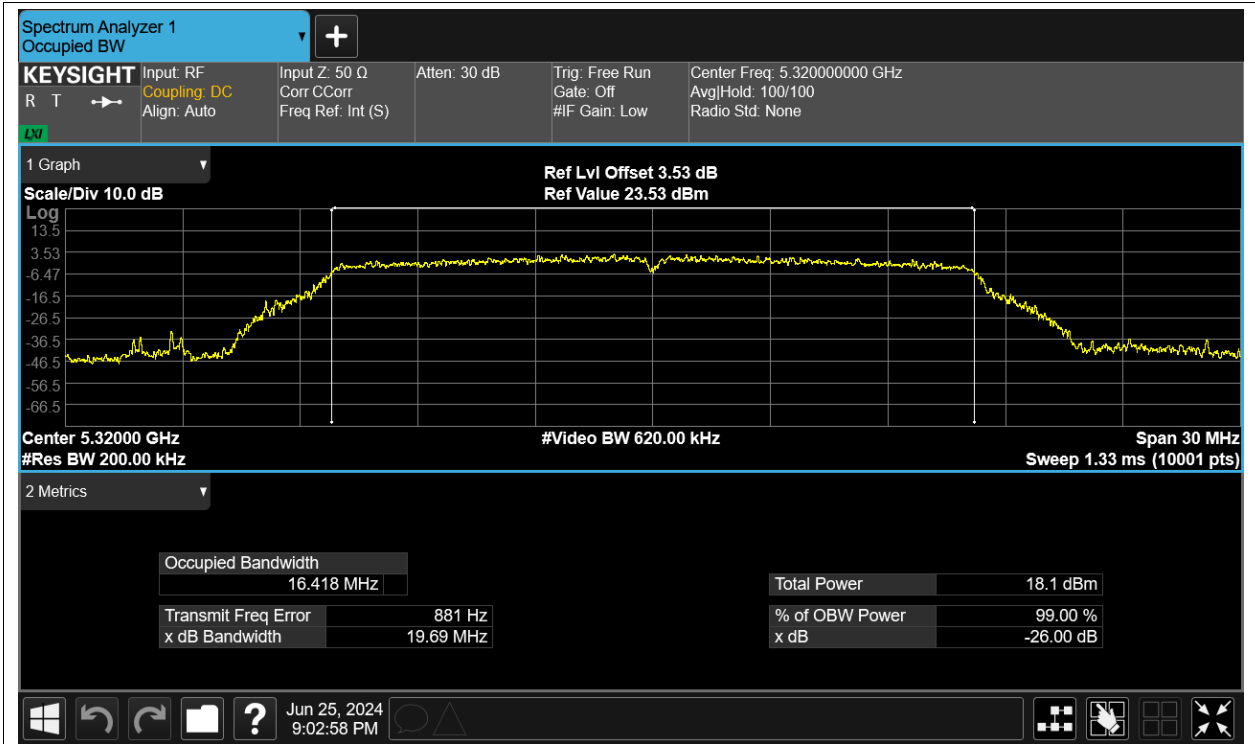 Spectrum Analyzer 1
Occupied BW
KEYSIGHT
R T
LXI
Input: RF
Coupling: DC
Align: Auto
Input Z: 50 Ω
Corr CCorr
Freq Ref: Int (S)
Atten: 30 dB
Trig: Free Run
Gate: Off
#IF Gain: Low
Center Freq: 5.320000000 GHz
Avg|Hold: 100/100
Radio Std: None
1 Graph
Scale/Div 10.0 dB
Ref Lvl Offset 3.53 dB
Ref Value 23.53 dBm
Log
13.5
3.53
-6.47
-16.5
-26.5
-36.5
-46.5
-56.5
-66.5
Center 5.32000 GHz
#Video BW 620.00 kHz
Span 30 MHz
#Res BW 200.00 kHz
Sweep 1.33 ms (10001 pts)
2 Metrics
Occupied Bandwidth
16.418 MHz
Total Power 18.1 dBm
Transmit Freq Error 881 Hz
% of OBW Power 99.00 %
x dB Bandwidth 19.69 MHz
x dB -26.00 dB
?
Jun 25, 2024
9:02:58 PM